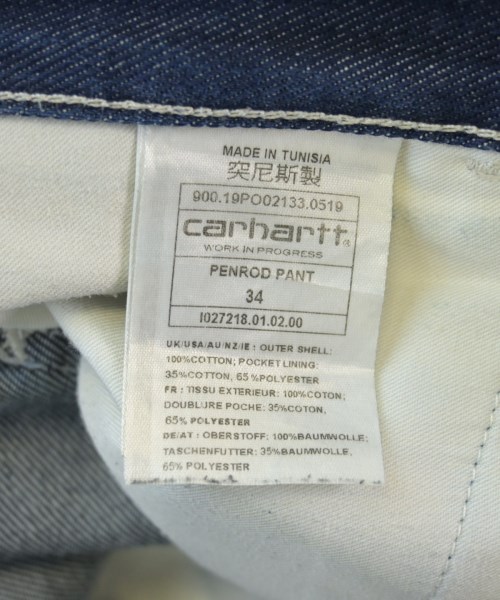 MADE IN TUNISIA
突尼斯製
900.19PO02133.0519
carhartt®
WORK IN PROGRESS
PENROD PANT
34
I027218.01.02.00
UK/USA/AU/NZ/IE : OUTER SHELL:
100%COTTON; POCKET LINING:
35%COTTON, 65%POLYESTER
FR : TISSU EXTERIEUR: 100%COTON;
DOUBLURE POCHE: 35%COTON,
65% POLYESTER
DE/AT : OBERSTOFF: 100%BAUMWOLLE;
TASCHENFUTTER: 35%BAUMWOLLE,
65% POLYESTER